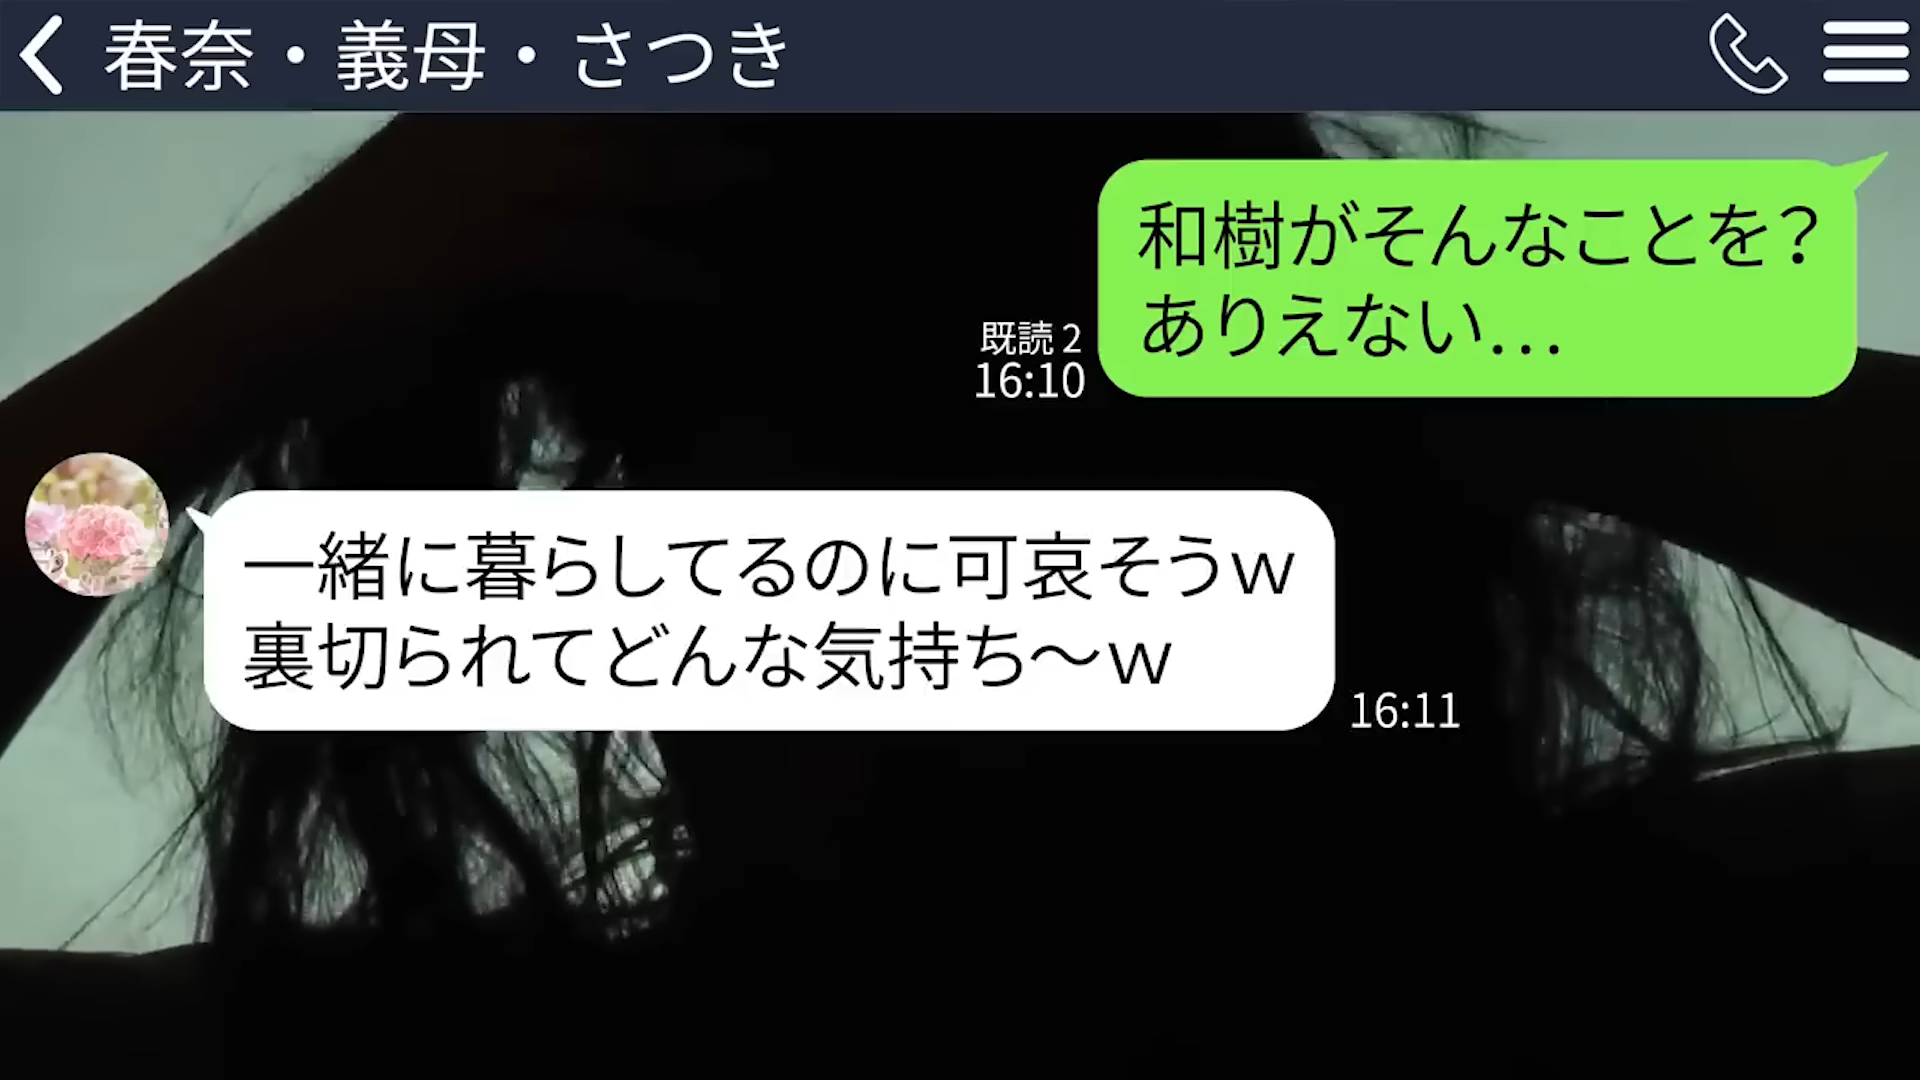 春奈・義母・さつき
和樹がそんなことを？
ありえない…
既読 2
16:10
一緒に暮らしてるのに可哀そうｗ
裏切られてどんな気持ち～ｗ
16:11